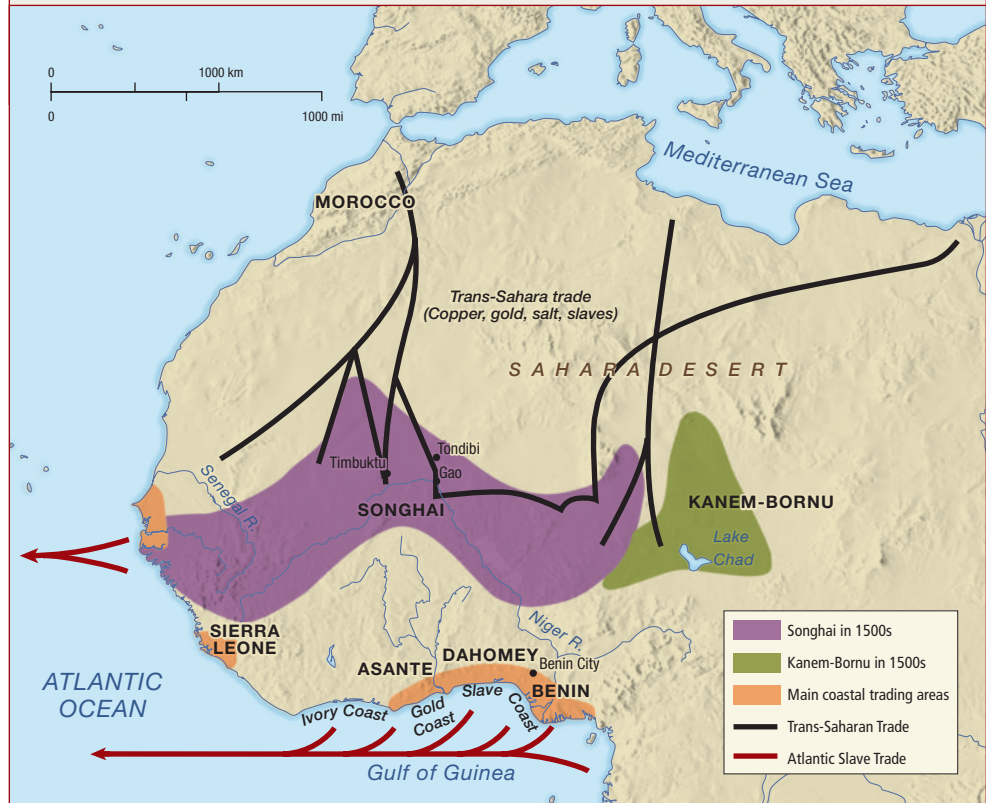 0
1000 km
0
1000 mi
Mediterranean Sea
MOROCCO
Trans-Sahara trade
(Copper, gold, salt, slaves)
SAHARA DESERT
Timbuktu
Tondibi
Gao
SONGHAI
Senegal R.
KANEM-BORNU
Lake
Chad
SIERRA
LEONE
Niger R.
DAHOMEY
ASANTE
Benin City
BENIN
Slave
Coast
Gold
Coast
Ivory Coast
ATLANTIC
OCEAN
Gulf of Guinea
Songhai in 1500s
Kanem-Bornu in 1500s
Main coastal trading areas
Trans-Saharan Trade
Atlantic Slave Trade